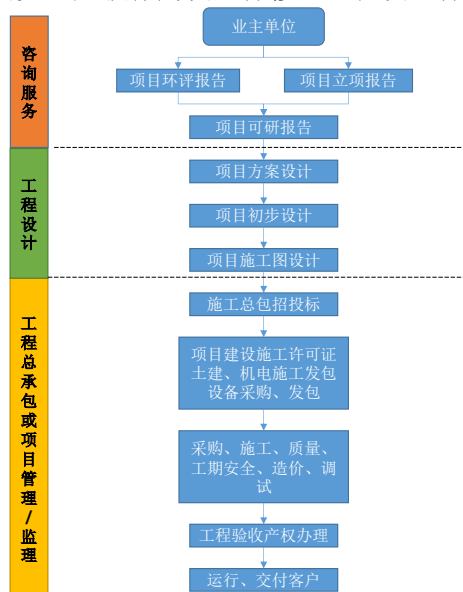 业主单位
咨询服务
项目环评报告
项目立项报告
项目可研报告
工程设计
项目方案设计
项目初步设计
项目施工图设计
工程总承包或项目管理/监理
施工总包招投标
项目建设施工许可证
土建、机电施工发包
设备采购、发包
采购、施工、质量、
工期安全、造价、调
试
工程验收产权办理
运行、交付客户